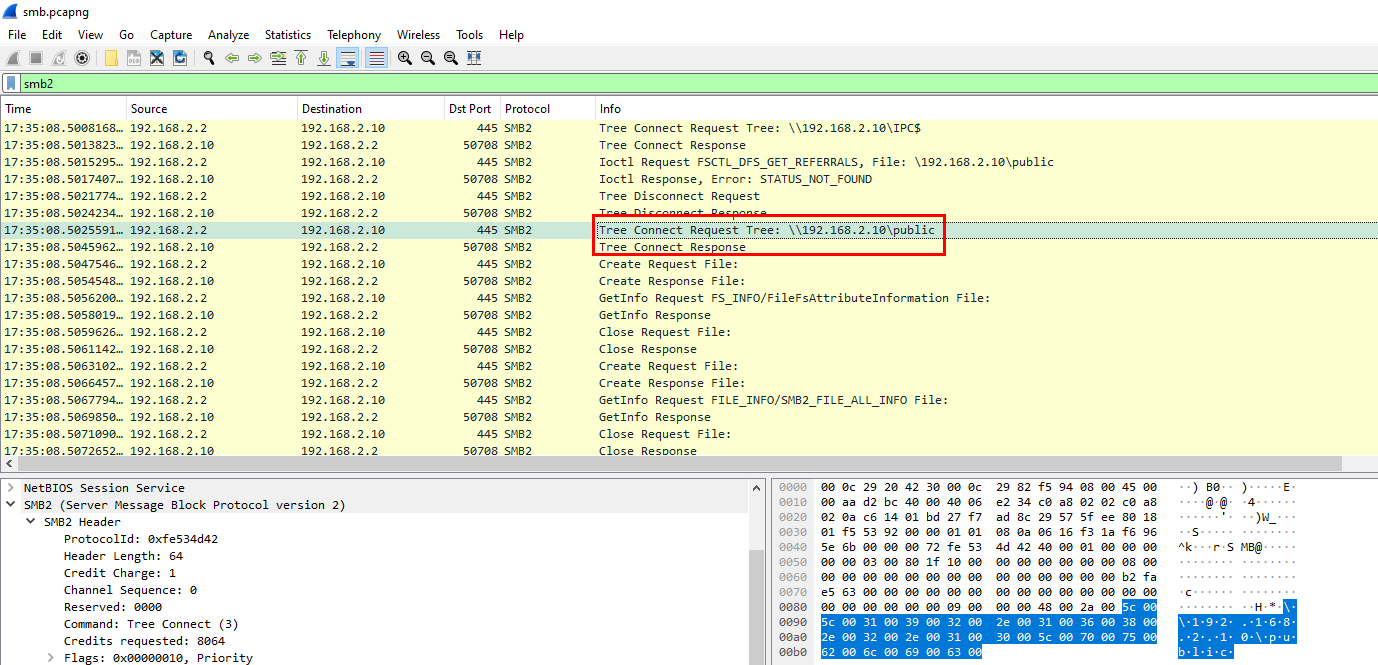 smb.pcapng
File Edit View Go Capture Analyze Statistics Telephony Wireless Tools Help
smb2
Time Source Destination Dst Port Protocol Info
17:35:08.5008168… 192.168.2.2 192.168.2.10 445 SMB2 Tree Connect Request Tree: \\192.168.2.10\IPC$
17:35:08.5013823… 192.168.2.10 192.168.2.2 50708 SMB2 Tree Connect Response
17:35:08.5015295… 192.168.2.2 192.168.2.10 445 SMB2 Ioctl Request FSCTL_DFS_GET_REFERRALS, File: \192.168.2.10\public
17:35:08.5017407… 192.168.2.10 192.168.2.2 50708 SMB2 Ioctl Response, Error: STATUS_NOT_FOUND
17:35:08.5021774… 192.168.2.2 192.168.2.10 445 SMB2 Tree Disconnect Request
17:35:08.5024234… 192.168.2.10 192.168.2.2 50708 SMB2 Tree Disconnect Response
17:35:08.5025591… 192.168.2.2 192.168.2.10 445 SMB2 Tree Connect Request Tree: \\192.168.2.10\public
17:35:08.5045962… 192.168.2.10 192.168.2.2 50708 SMB2 Tree Connect Response
17:35:08.5047546… 192.168.2.2 192.168.2.10 445 SMB2 Create Request File:
17:35:08.5054548… 192.168.2.10 192.168.2.2 50708 SMB2 Create Response File:
17:35:08.5056200… 192.168.2.2 192.168.2.10 445 SMB2 GetInfo Request FS_INFO/FileFsAttributeInformation File:
17:35:08.5058019… 192.168.2.10 192.168.2.2 50708 SMB2 GetInfo Response
17:35:08.5059626… 192.168.2.2 192.168.2.10 445 SMB2 Close Request File:
17:35:08.5061142… 192.168.2.10 192.168.2.2 50708 SMB2 Close Response
17:35:08.5063102… 192.168.2.2 192.168.2.10 445 SMB2 Create Request File:
17:35:08.5066457… 192.168.2.10 192.168.2.2 50708 SMB2 Create Response File:
17:35:08.5067794… 192.168.2.2 192.168.2.10 445 SMB2 GetInfo Request FILE_INFO/SMB2_FILE_ALL_INFO File:
17:35:08.5069850… 192.168.2.10 192.168.2.2 50708 SMB2 GetInfo Response
17:35:08.5071090… 192.168.2.2 192.168.2.10 445 SMB2 Close Request File:
17:35:08.5072652… 192.168.2.10 192.168.2.2 50708 SMB2 Close Response
NetBIOS Session Service
SMB2 (Server Message Block Protocol version 2)
SMB2 Header
ProtocolId: 0xfe534d42
Header Length: 64
Credit Charge: 1
Channel Sequence: 0
Reserved: 0000
Command: Tree Connect (3)
Credits requested: 8064
Flags: 0x00000010, Priority
0000 00 0c 29 20 42 30 00 0c 29 82 f5 94 08 00 45 00 ··) B0·· )·····E·
0010 00 aa d2 bc 40 00 40 06 e2 34 c0 a8 02 02 c0 a8 ····@·@· ·4······
0020 02 0a c6 14 01 bd 27 f7 ad 8c 29 57 5f ee 80 18 ······'· ··)W_···
0030 01 f5 53 92 00 00 01 01 08 0a 06 16 f3 1a f6 96 ··S····· ········
0040 5e 6b 00 00 00 72 fe 53 4d 42 40 00 01 00 00 00 ^k···r·S MB@·····
0050 00 00 03 00 80 1f 10 00 00 00 00 00 00 00 08 00 ········ ········
0060 00 00 00 00 00 00 00 00 00 00 00 00 00 00 b2 fa ········ ········
0070 e5 63 00 00 00 00 00 00 00 00 00 00 00 00 00 00 ·c······ ········
0080 00 00 00 00 00 00 09 00 00 00 48 00 2a 00 5c 00 ········ ··H·*·\·
0090 5c 00 31 00 39 00 32 00 2e 00 31 00 36 00 38 00 \·1·9·2· .·1·6·8·
00a0 2e 00 32 00 2e 00 31 00 30 00 5c 00 70 00 75 00 .·2·.·1· 0·\·p·u·
00b0 62 00 6c 00 69 00 63 00 b·l·i·c·